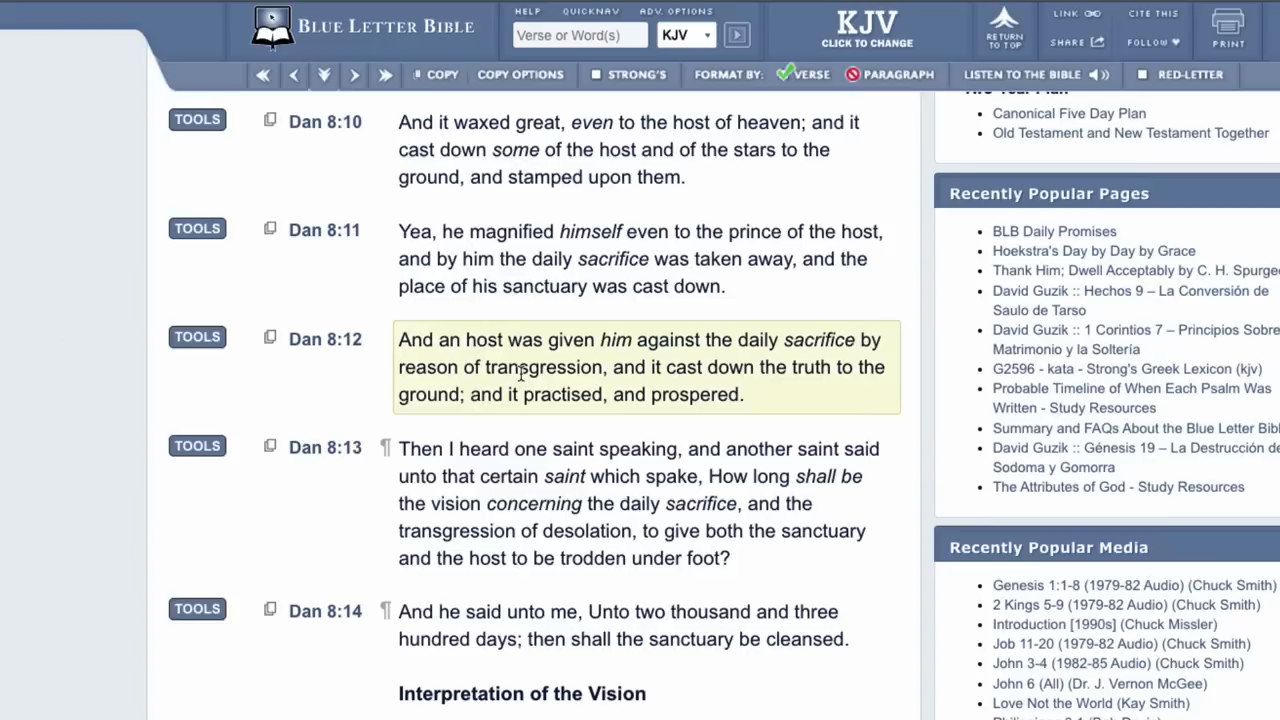 HELP QUICKNAV ADV. OPTIONS
BLUE LETTER BIBLE
Verse or Word(s)
KJV
KJV
CLICK TO CHANGE
RETURN
TO TOP
LINK
CITE THIS
SHARE
FOLLOW
PRINT
COPY COPY OPTIONS STRONG'S FORMAT BY: VERSE PARAGRAPH LISTEN TO THE BIBLE RED-LETTER
TOOLS Dan 8:10 And it waxed great, even to the host of heaven; and it
cast down some of the host and of the stars to the
ground, and stamped upon them.
TOOLS Dan 8:11 Yea, he magnified himself even to the prince of the host,
and by him the daily sacrifice was taken away, and the
place of his sanctuary was cast down.
TOOLS Dan 8:12 And an host was given him against the daily sacrifice by
reason of transgression, and it cast down the truth to the
ground; and it practised, and prospered.
TOOLS Dan 8:13 ¶ Then I heard one saint speaking, and another saint said
unto that certain saint which spake, How long shall be
the vision concerning the daily sacrifice, and the
transgression of desolation, to give both the sanctuary
and the host to be trodden under foot?
TOOLS Dan 8:14 ¶ And he said unto me, Unto two thousand and three
hundred days; then shall the sanctuary be cleansed.
Interpretation of the Vision
Canonical Five Day Plan
Old Testament and New Testament Together
Recently Popular Pages
BLB Daily Promises
Hoekstra's Day by Day by Grace
Thank Him; Dwell Acceptably by C. H. Spurge
David Guzik :: Hechos 9 – La Conversión de
Saulo de Tarso
David Guzik :: 1 Corintios 7 – Principios Sobre
Matrimonio y la Soltería
G2596 - kata - Strong's Greek Lexicon (kjv)
Probable Timeline of When Each Psalm Was
Written - Study Resources
Summary and FAQs About the Blue Letter Bibl
David Guzik :: Génesis 19 – La Destrucción de
Sodoma y Gomorra
The Attributes of God - Study Resources
Recently Popular Media
Genesis 1:1-8 (1979-82 Audio) (Chuck Smith)
2 Kings 5-9 (1979-82 Audio) (Chuck Smith)
Introduction [1990s] (Chuck Missler)
Job 11-20 (1979-82 Audio) (Chuck Smith)
John 3-4 (1982-85 Audio) (Chuck Smith)
John 6 (All) (Dr. J. Vernon McGee)
Love Not the World (Kay Smith)